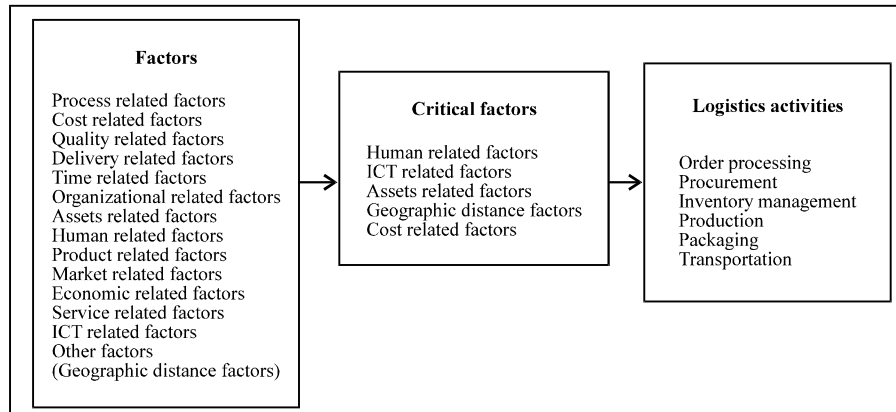 Factors
Process related factors
Cost related factors
Quality related factors
Delivery related factors
Time related factors
Organizational related factors
Assets related factors
Human related factors
Product related factors
Market related factors
Economic related factors
Service related factors
ICT related factors
Other factors
(Geographic distance factors)
Critical factors
Human related factors
ICT related factors
Assets related factors
Geographic distance factors
Cost related factors
Logistics activities
Order processing
Procurement
Inventory management
Production
Packaging
Transportation